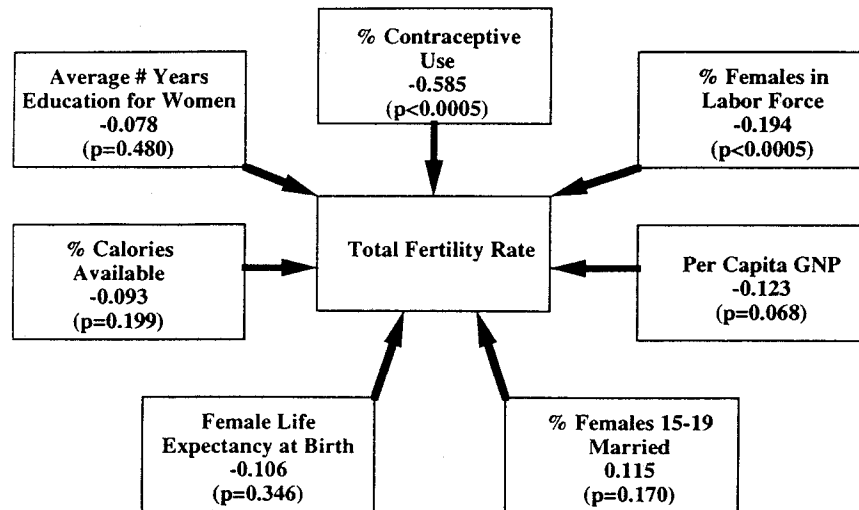 % Contraceptive
Use
-0.585
(p<0.0005)
Average # Years
Education for Women
-0.078
(p=0.480)
% Females in
Labor Force
-0.194
(p<0.0005)
% Calories
Available
-0.093
(p=0.199)
Total Fertility Rate
Per Capita GNP
-0.123
(p=0.068)
Female Life
Expectancy at Birth
-0.106
(p=0.346)
% Females 15-19
Married
0.115
(p=0.170)